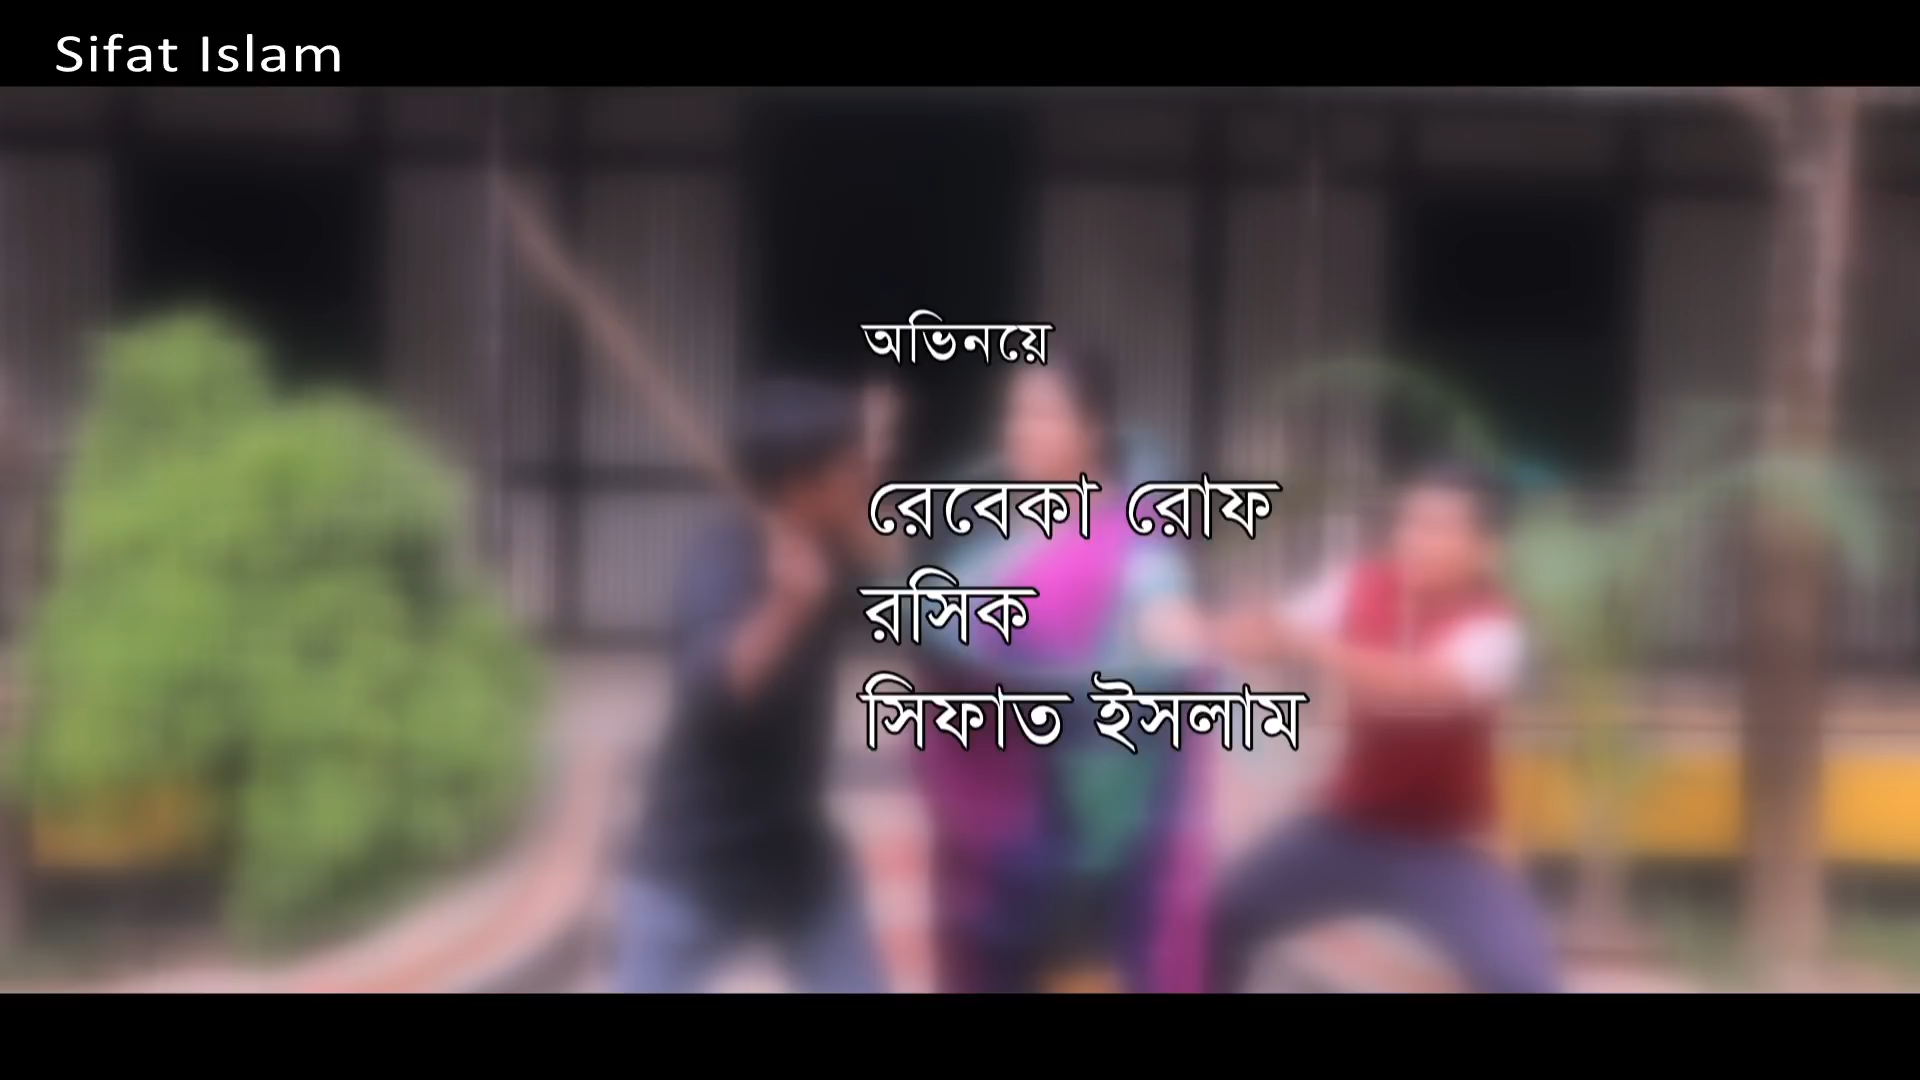 Sifat Islam
অভিনয়ে
রেবেকা রোফ
রসিক
সিফাত ইসলাম